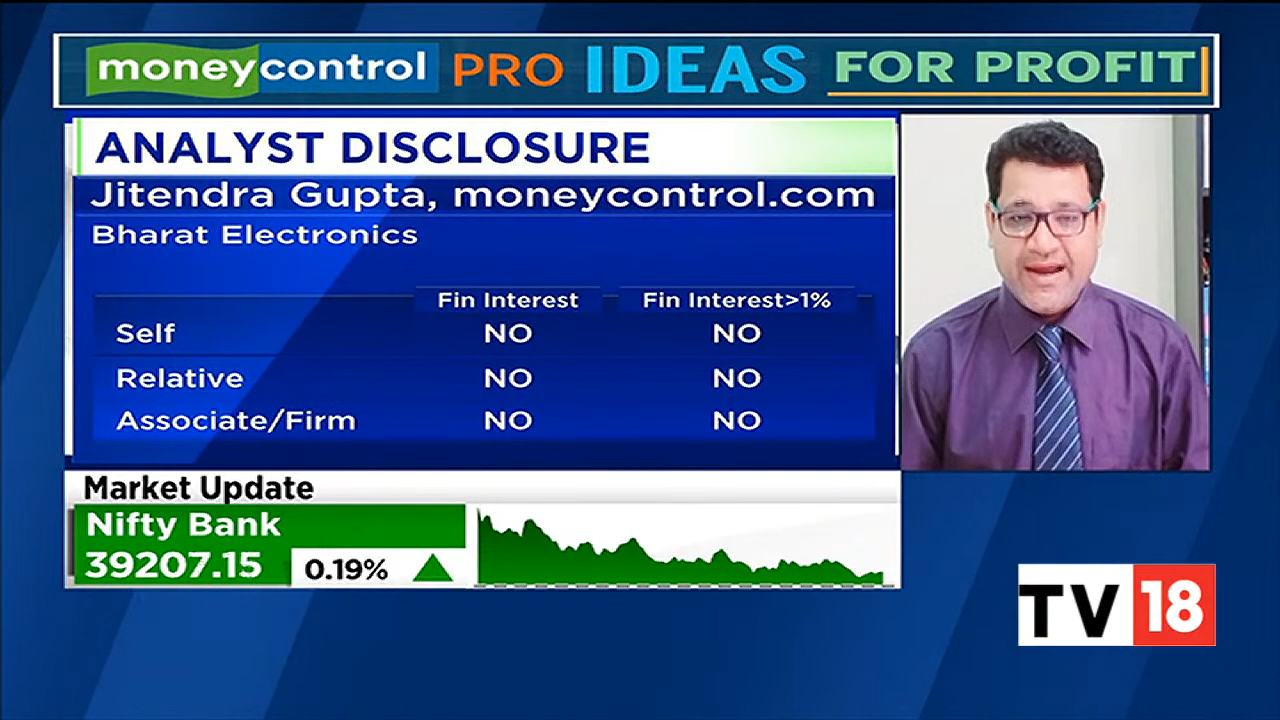 moneycontrol PRO IDEAS FOR PROFIT
ANALYST DISCLOSURE
Jitendra Gupta, moneycontrol.com
Bharat Electronics
Fin Interest Fin Interest>1%
Self NO NO
Relative NO NO
Associate/Firm NO NO
Market Update
Nifty Bank
39207.15 0.19%
TV18